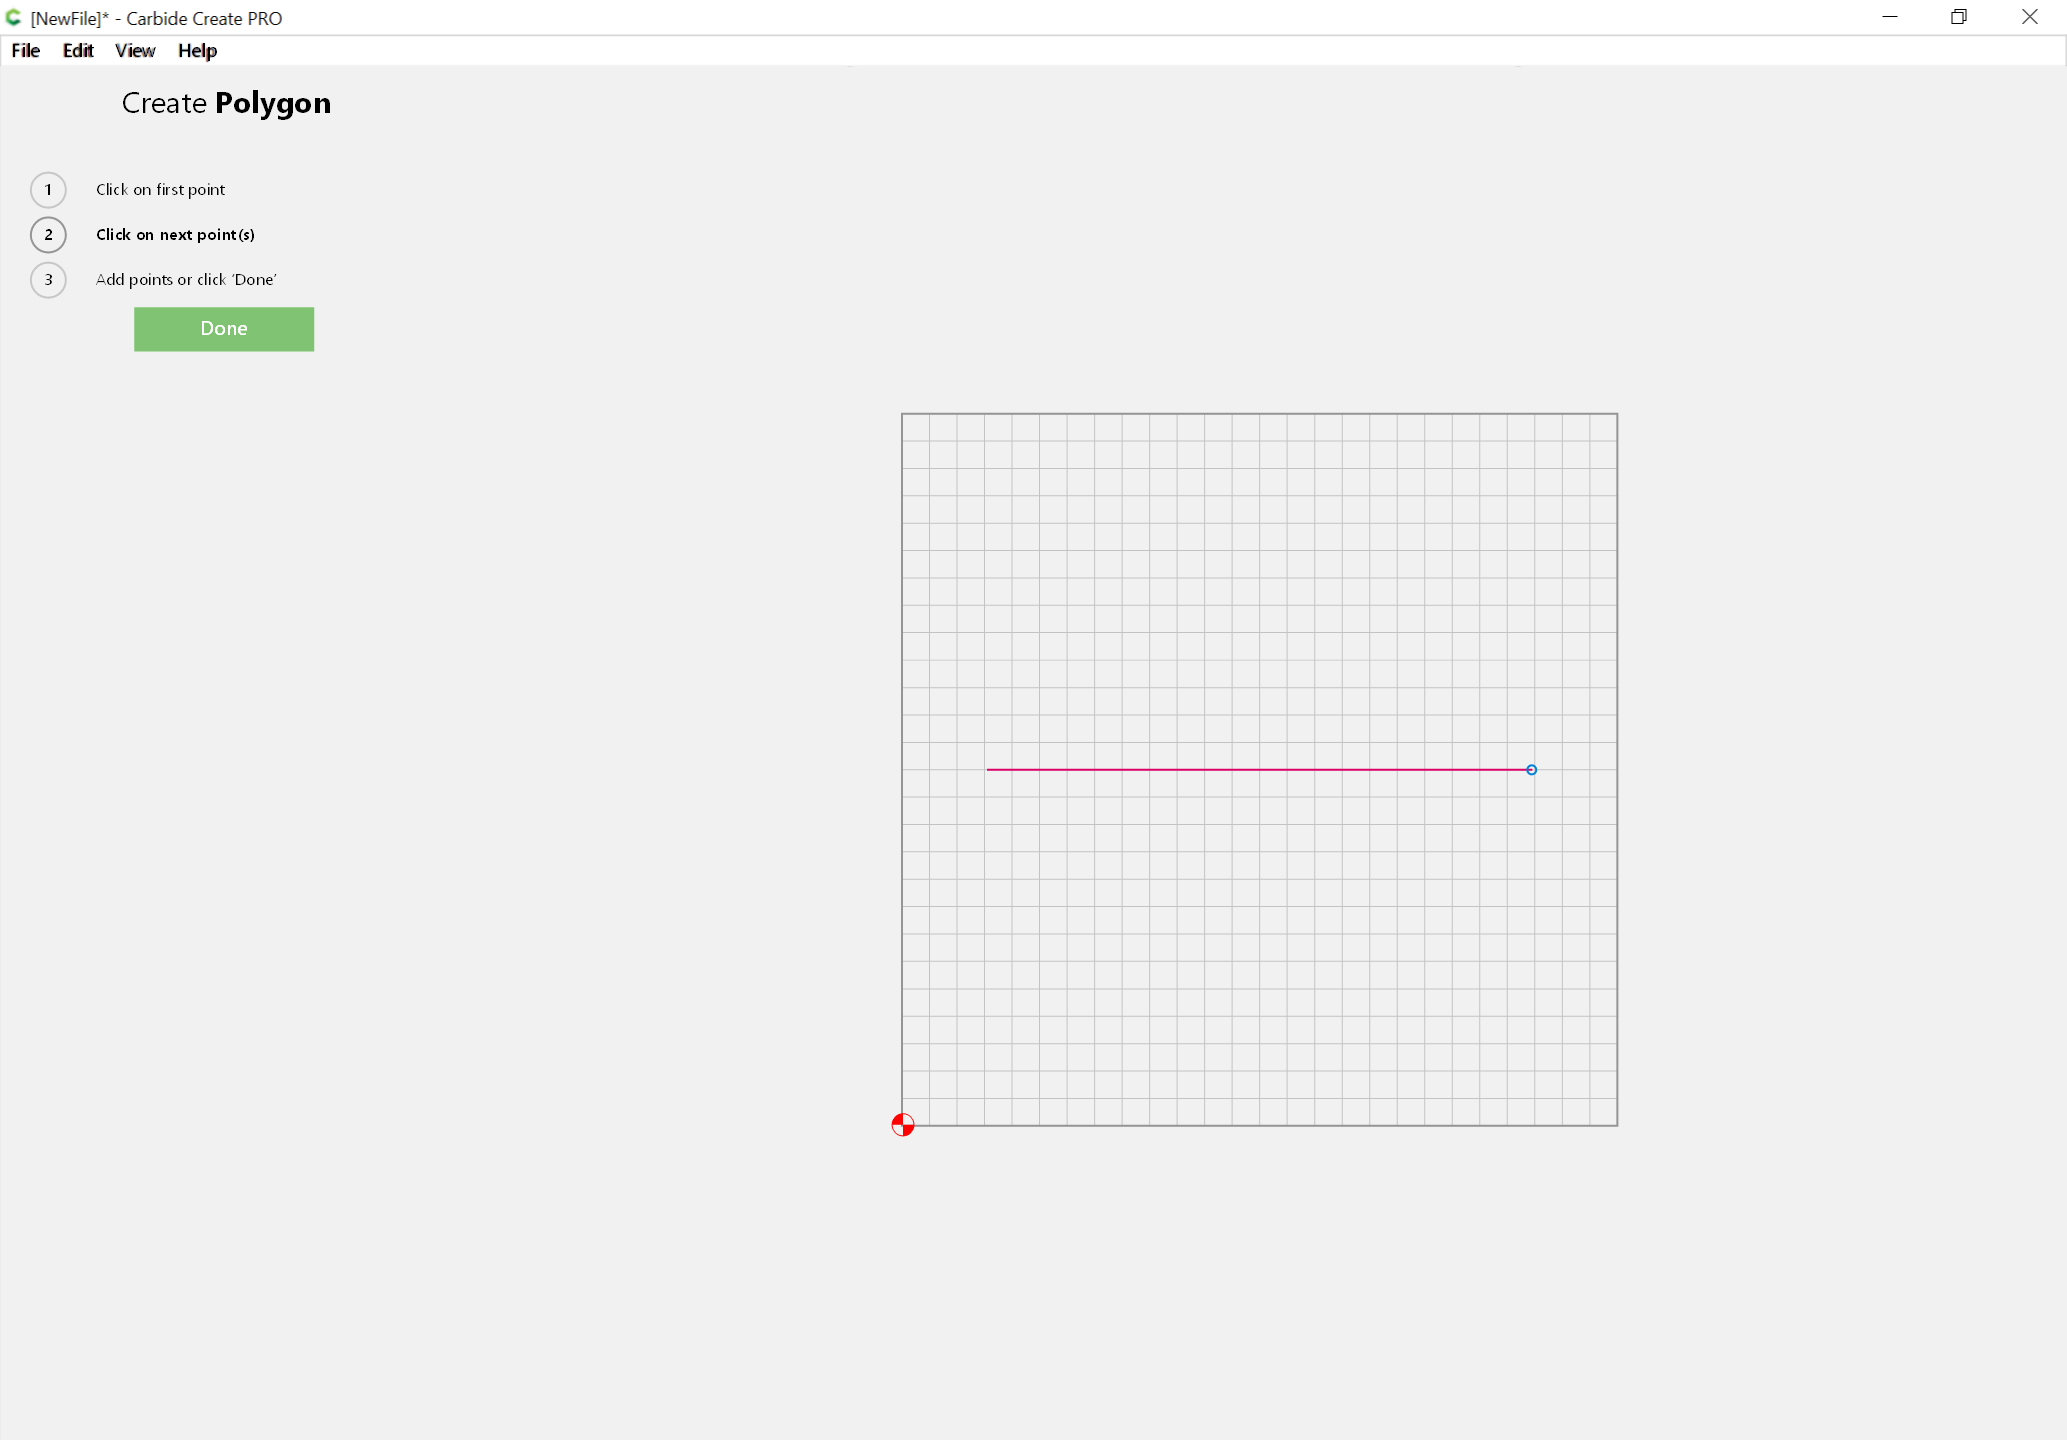 [NewFile]* - Carbide Create PRO
File Edit View Help
Create Polygon
1 Click on first point
2 Click on next point(s)
3 Add points or click ‘Done’
Done